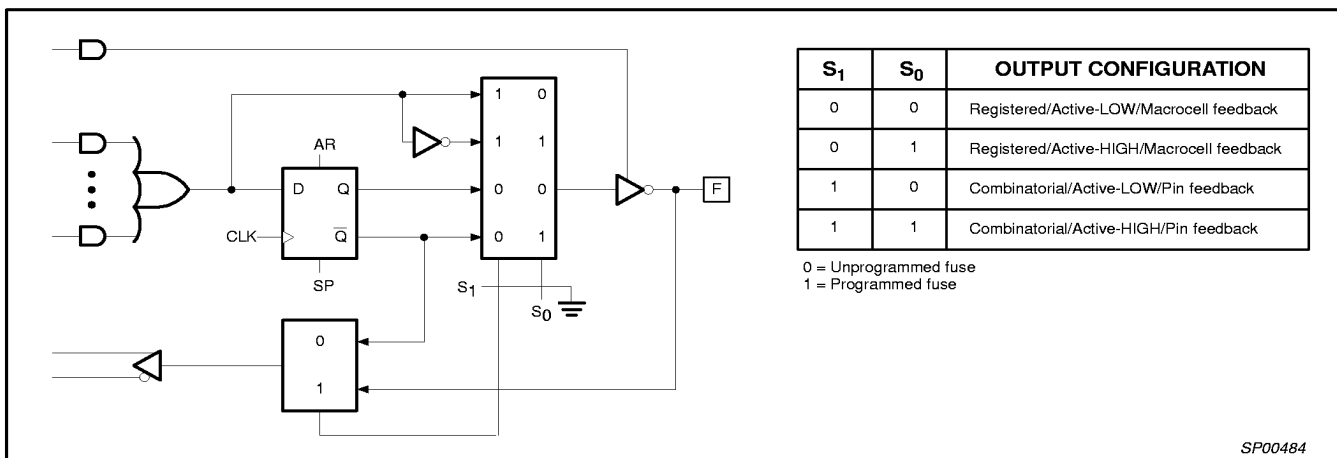 AR
D Q
CLK Q̅
SP
1 0
1 1
0 0
0 1
S₁
S₀
F
0
1
S₁ S₀ OUTPUT CONFIGURATION
0 0 Registered/Active-LOW/Macrocell feedback
0 1 Registered/Active-HIGH/Macrocell feedback
1 0 Combinatorial/Active-LOW/Pin feedback
1 1 Combinatorial/Active-HIGH/Pin feedback
0 = Unprogrammed fuse
1 = Programmed fuse
SP00484